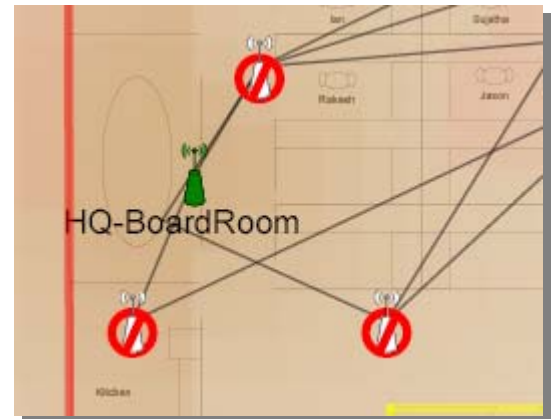 Ian
Sujatha
Rakesh
Jason
HQ-BoardRoom
Kitchen